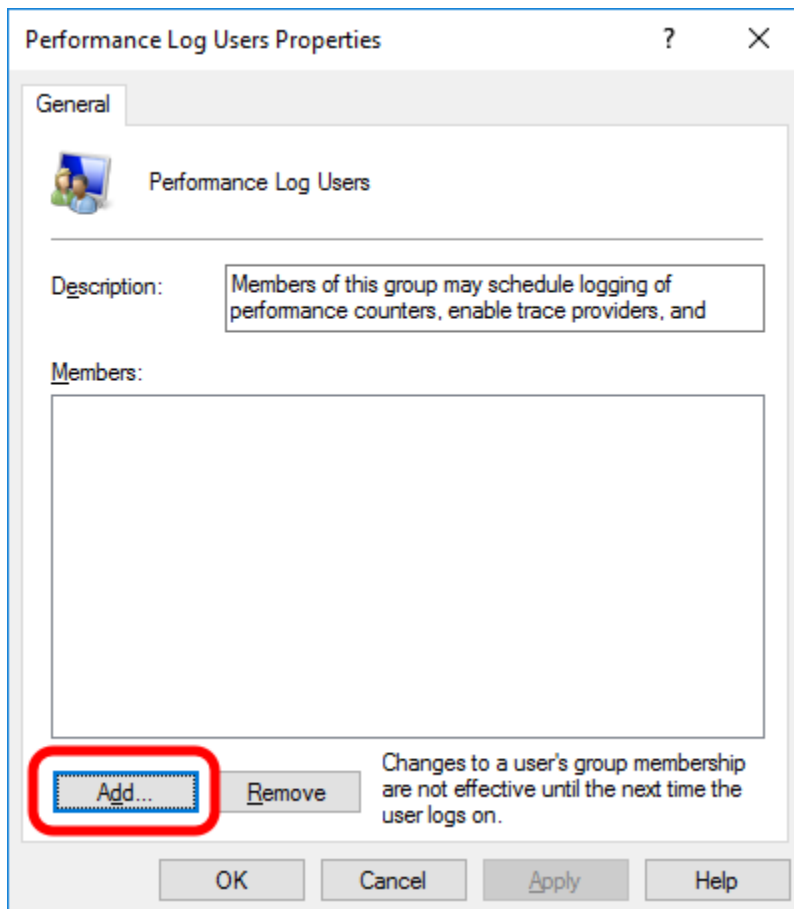 Performance Log Users Properties
?
General
Performance Log Users
Description:
Members of this group may schedule logging of
performance counters, enable trace providers, and
Members:
Add...
Remove
Changes to a user's group membership
are not effective until the next time the
user logs on.
OK
Cancel
Apply
Help